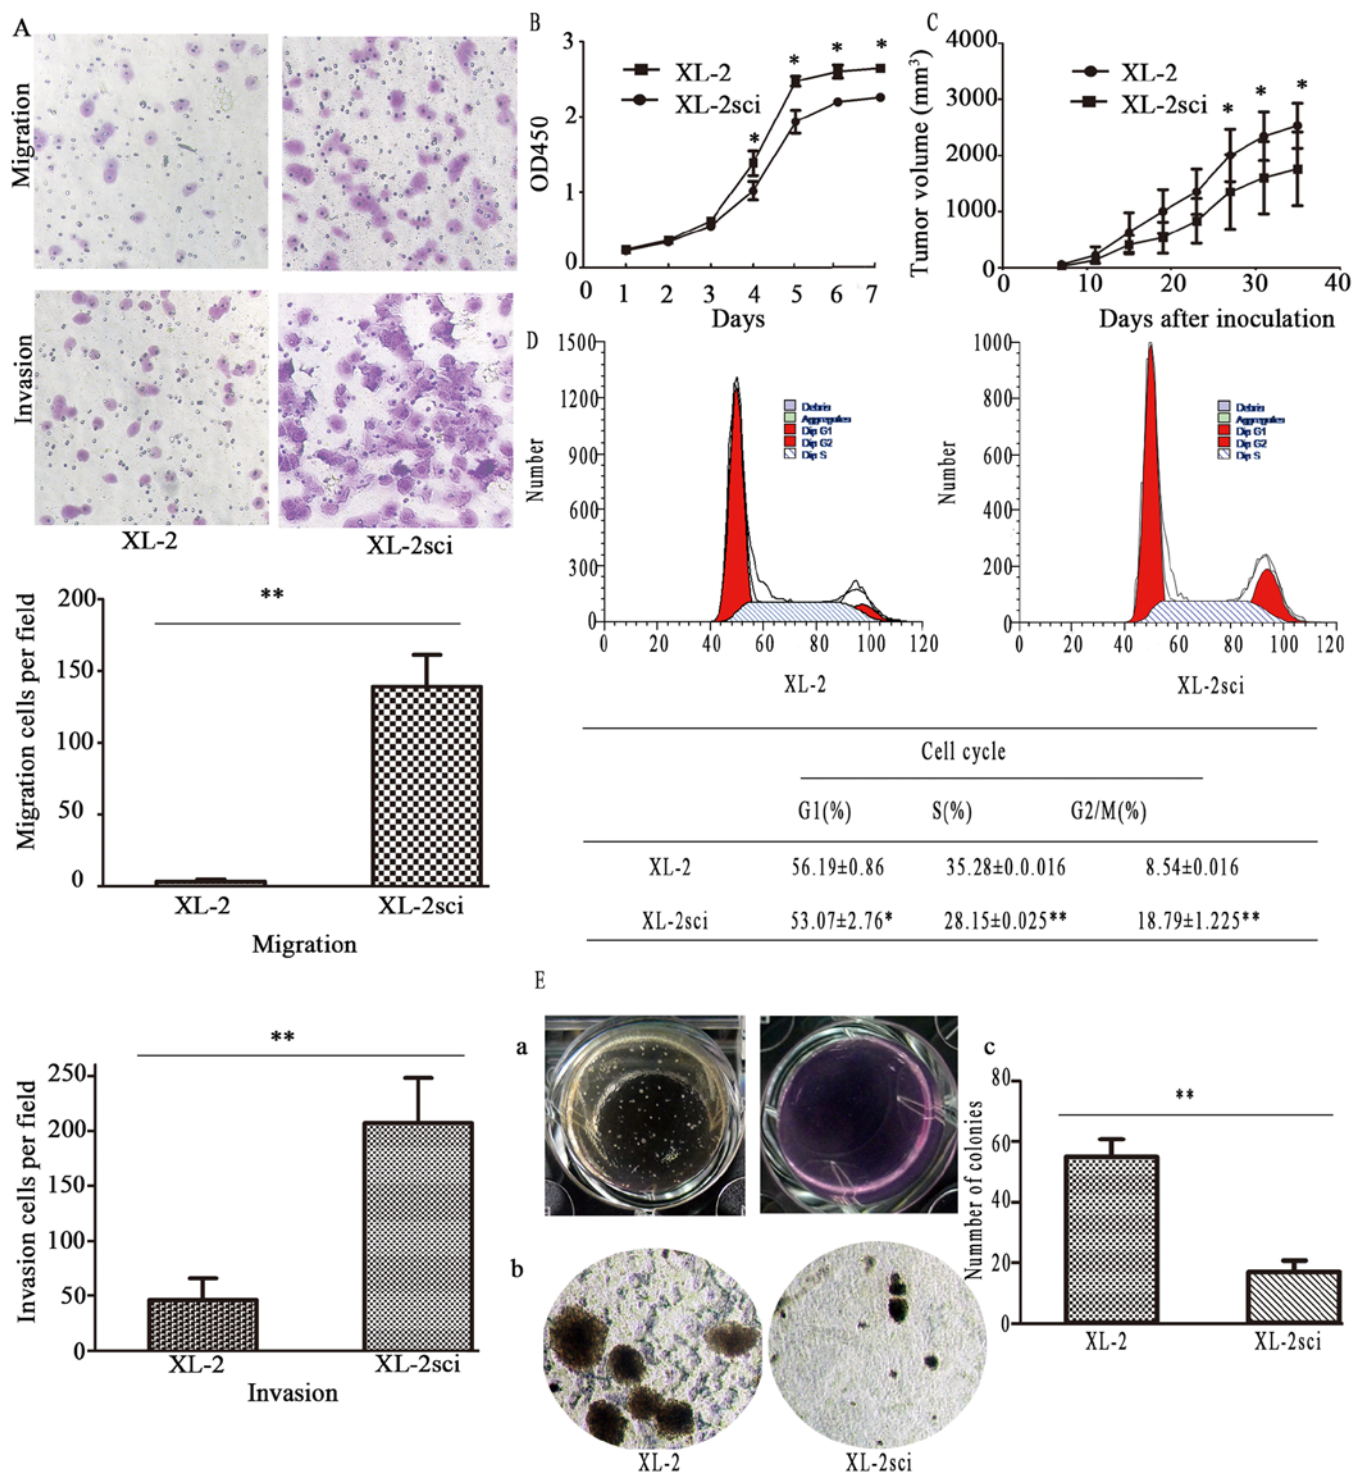 A
Migration
Invasion
XL-2
XL-2sci
200
150
100
50
0
Migration cells per field
**
XL-2
XL-2sci
Migration
250
200
150
100
50
0
Invasion cells per field
**
XL-2
XL-2sci
Invasion
B
3
2
1
0
OD450
XL-2
XL-2sci
* * * *
0 1 2 3 4 5 6 7
Days
C
4000
3000
2000
1000
0
Tumor volume (mm³)
XL-2
XL-2sci
* * *
0 10 20 30 40
Days after inoculation
D
1500
1200
900
600
300
0
Number
Debris
Aggregates
Dip G1
Dip G2
Dip S
0 20 40 60 80 100 120
XL-2
1000
800
600
400
200
0
Number
Debris
Aggregates
Dip G1
Dip G2
Dip S
0 20 40 60 80 100 120
XL-2sci
Cell cycle
G1(%) S(%) G2/M(%)
XL-2 56.19±0.86 35.28±0.0.016 8.54±0.016
XL-2sci 53.07±2.76* 28.15±0.025** 18.79±1.225**
E
a
b
XL-2
XL-2sci
c
80
60
40
20
0
Nummber of colonies
**
XL-2
XL-2sci